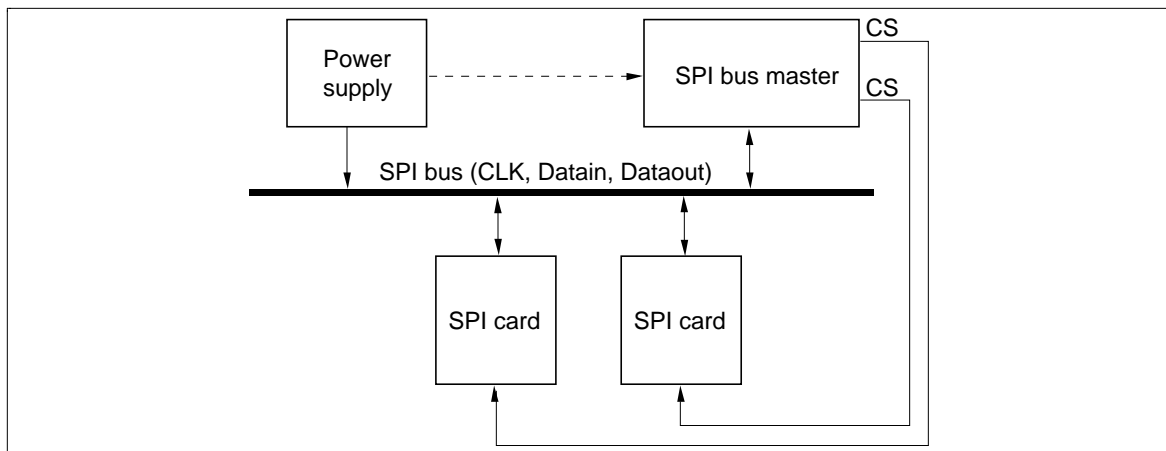 Power
supply
SPI bus master
CS
CS
SPI bus (CLK, Datain, Dataout)
SPI card
SPI card